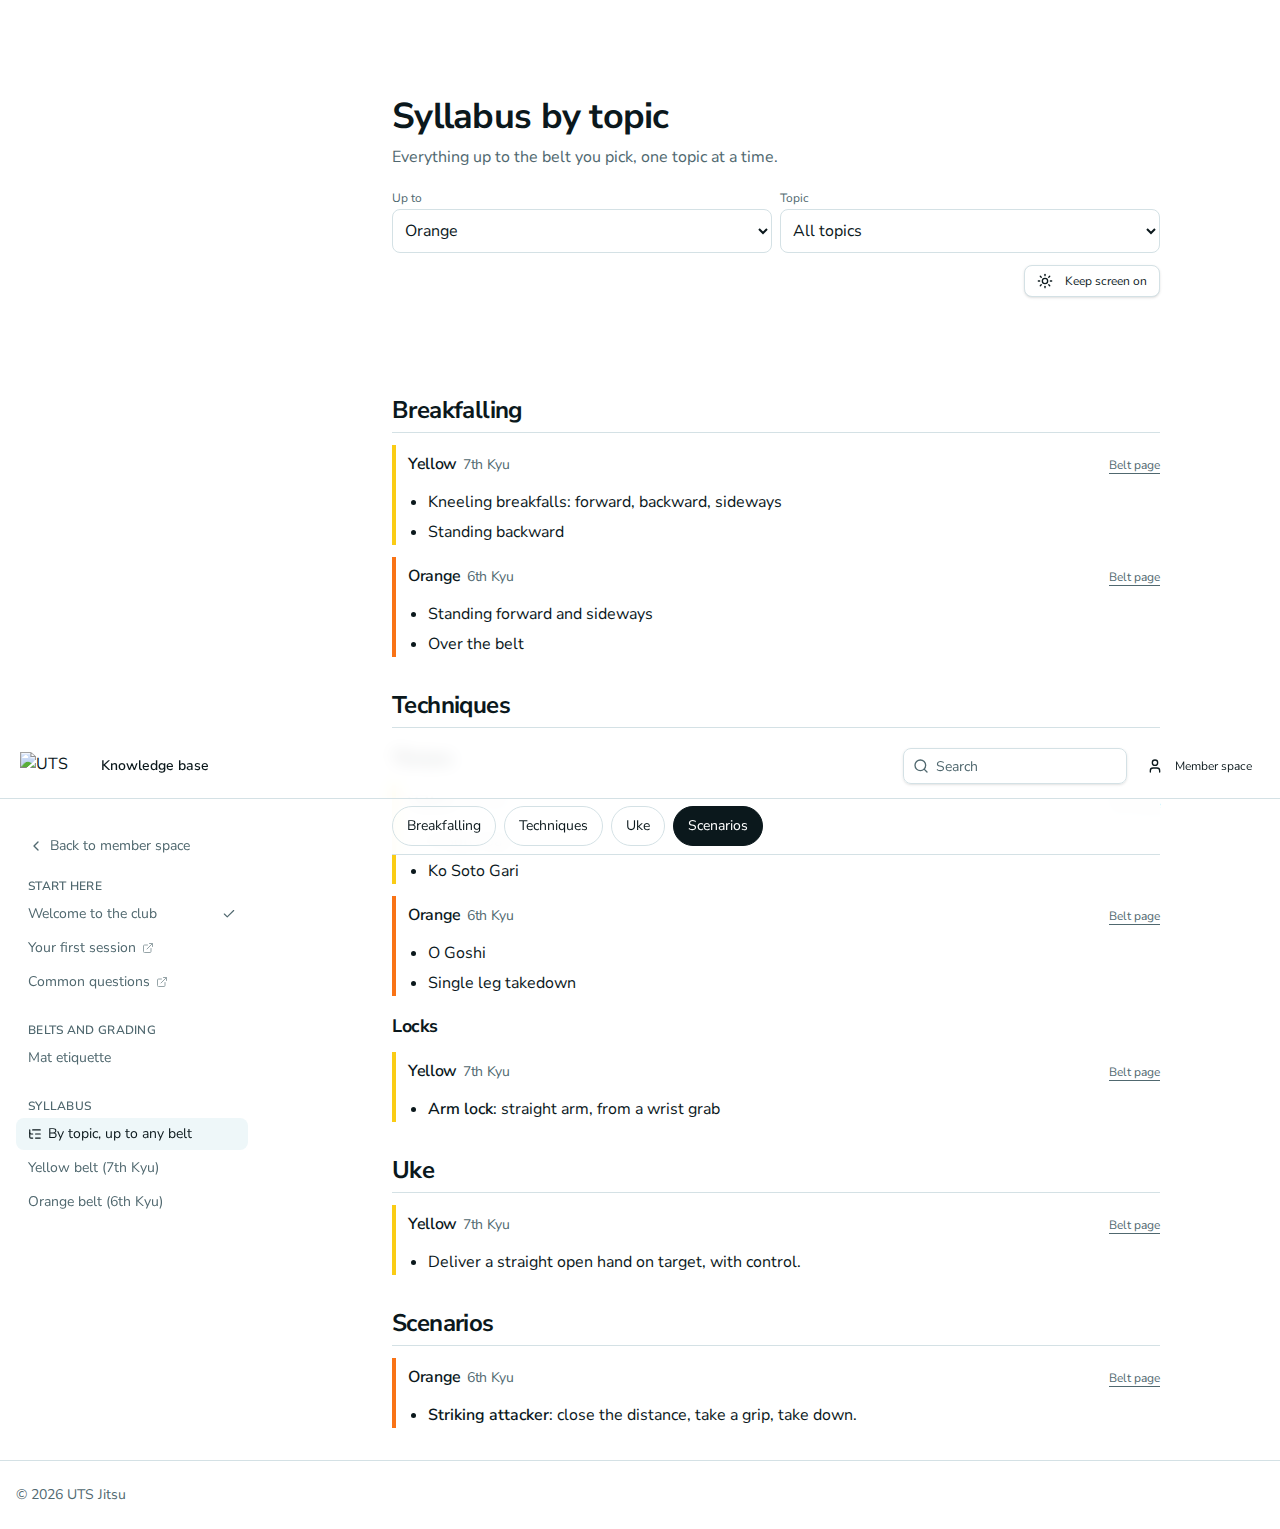 Syllabus by topic
Everything up to the belt you pick, one topic at a time.
Up to
Topic
Orange
All topics
Keep screen on
Breakfalling
Yellow 7th Kyu
Belt page
Kneeling breakfalls: forward, backward, sideways
Standing backward
Orange 6th Kyu
Belt page
Standing forward and sideways
Over the belt
Techniques
UTS
Knowledge base
Search
Member space
Breakfalling
Techniques
Uke
Scenarios
Back to member space
START HERE
Welcome to the club
Your first session
Common questions
BELTS AND GRADING
Mat etiquette
SYLLABUS
By topic, up to any belt
Yellow belt (7th Kyu)
Orange belt (6th Kyu)
Ko Soto Gari
Orange 6th Kyu
Belt page
O Goshi
Single leg takedown
Locks
Yellow 7th Kyu
Belt page
Arm lock: straight arm, from a wrist grab
Uke
Yellow 7th Kyu
Belt page
Deliver a straight open hand on target, with control.
Scenarios
Orange 6th Kyu
Belt page
Striking attacker: close the distance, take a grip, take down.
© 2026 UTS Jitsu